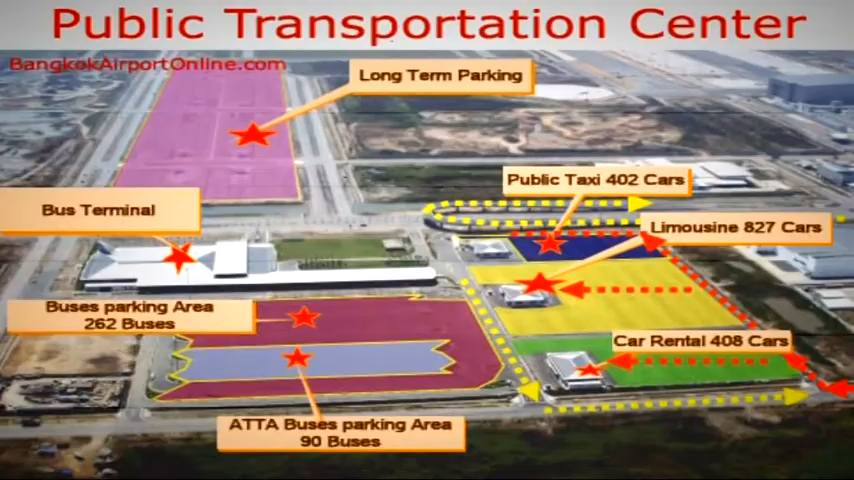 Public Transportation Center
BangkokAirportOnline.com
Long Term Parking
Public Taxi 402 Cars
Bus Terminal
Limousine 827 Cars
Buses parking Area
262 Buses
Car Rental 408 Cars
ATTA Buses parking Area
90 Buses